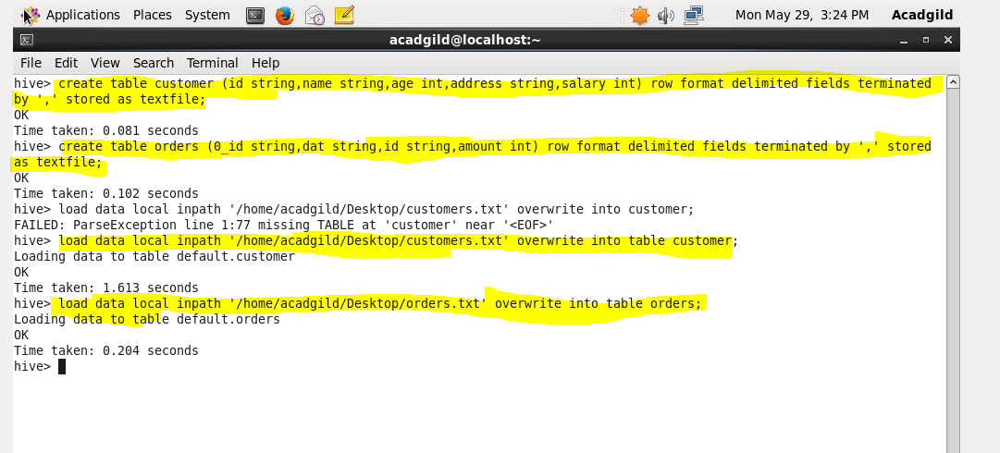 Applications Places System Mon May 29, 3:24 PM Acadgild
acadgild@localhost:~
File Edit View Search Terminal Help
hive> create table customer (id string,name string,age int,address string,salary int) row format delimited fields terminated
by ',' stored as textfile;
OK
Time taken: 0.081 seconds
hive> create table orders (0_id string,dat string,id string,amount int) row format delimited fields terminated by ',' stored
as textfile;
OK
Time taken: 0.102 seconds
hive> load data local inpath '/home/acadgild/Desktop/customers.txt' overwrite into customer;
FAILED: ParseException line 1:77 missing TABLE at 'customer' near '<EOF>'
hive> load data local inpath '/home/acadgild/Desktop/customers.txt' overwrite into table customer;
Loading data to table default.customer
OK
Time taken: 1.613 seconds
hive> load data local inpath '/home/acadgild/Desktop/orders.txt' overwrite into table orders;
Loading data to table default.orders
OK
Time taken: 0.204 seconds
hive>